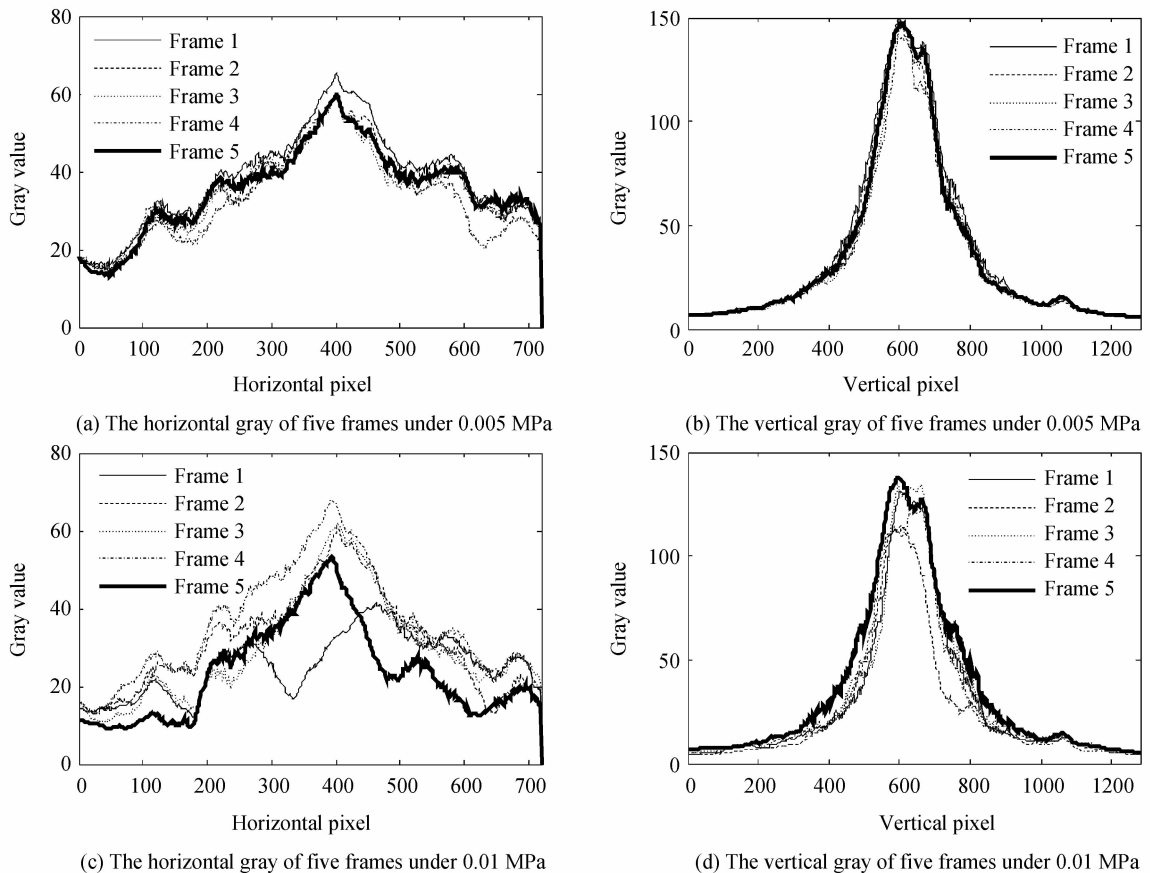 80
60
40
20
0
Gray value
Frame 1
Frame 2
Frame 3
Frame 4
Frame 5
0 100 200 300 400 500 600 700
Horizontal pixel
(a) The horizontal gray of five frames under 0.005 MPa
150
100
50
0
Gray value
Frame 1
Frame 2
Frame 3
Frame 4
Frame 5
0 200 400 600 800 1000 1200
Vertical pixel
(b) The vertical gray of five frames under 0.005 MPa
80
60
40
20
0
Gray value
Frame 1
Frame 2
Frame 3
Frame 4
Frame 5
0 100 200 300 400 500 600 700
Horizontal pixel
(c) The horizontal gray of five frames under 0.01 MPa
150
100
50
0
Gray value
Frame 1
Frame 2
Frame 3
Frame 4
Frame 5
0 200 400 600 800 1000 1200
Vertical pixel
(d) The vertical gray of five frames under 0.01 MPa